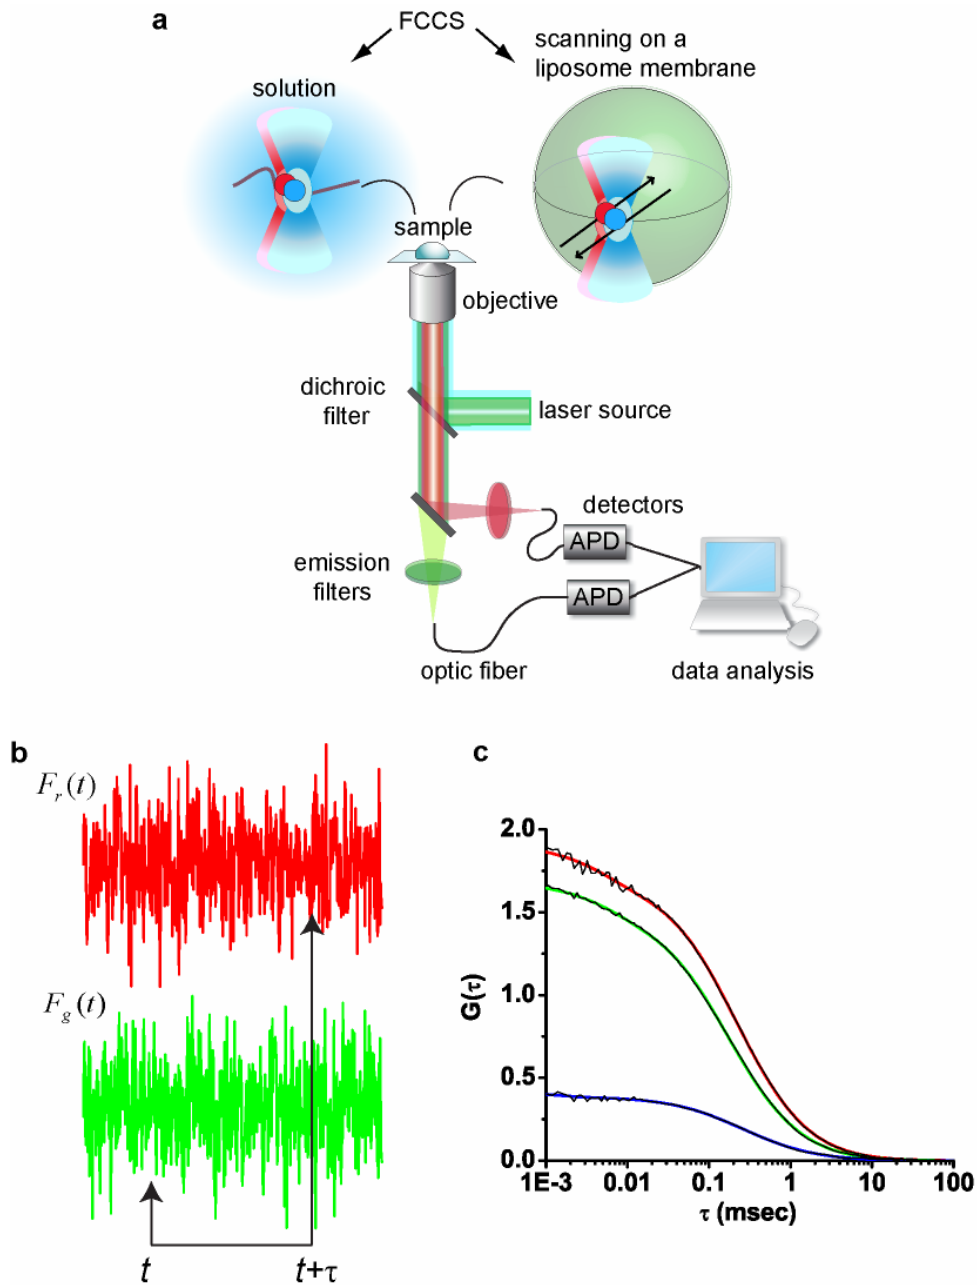 a
FCCS
solution
scanning on a
liposome membrane
sample
objective
dichroic
filter
laser source
detectors
APD
emission
filters
APD
optic fiber
data analysis
b
F_r(t)
F_g(t)
t
t+τ
c
G(τ)
2.0
1.5
1.0
0.5
0.0
1E-3 0.01 0.1 1 10 100
τ (msec)